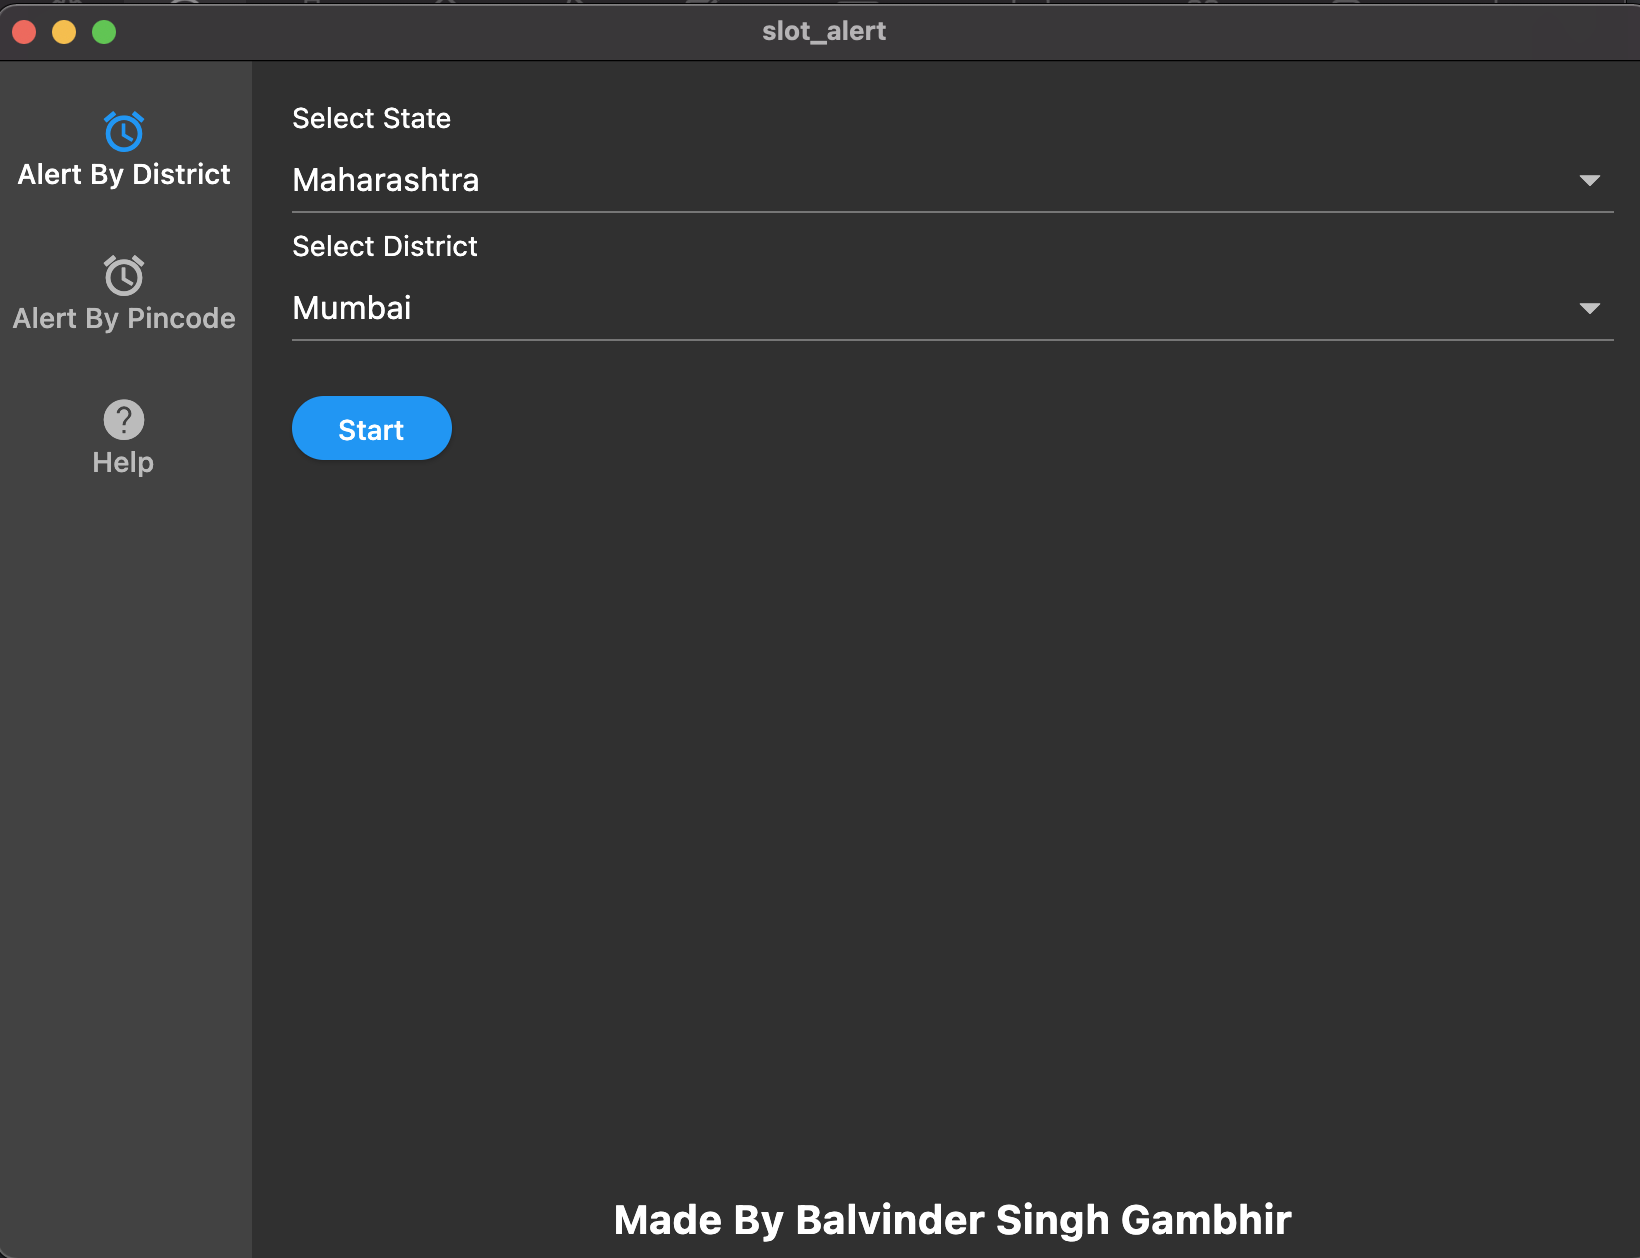 slot_alert
Alert By District
Alert By Pincode
Help
Select State
Maharashtra
Select District
Mumbai
Start
Made By Balvinder Singh Gambhir